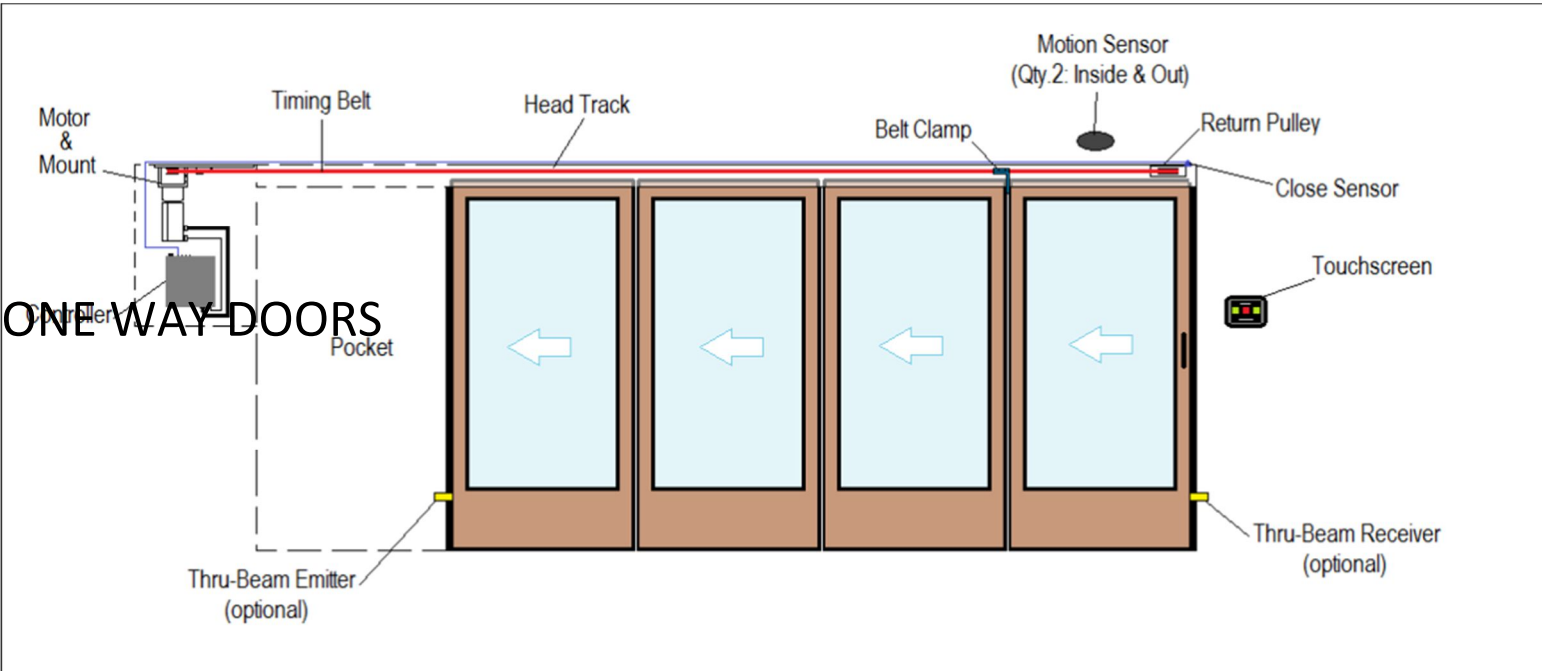 Motion Sensor
(Qty.2: Inside & Out)
Timing Belt
Head Track
Motor
&
Mount
Belt Clamp
Return Pulley
Close Sensor
Touchscreen
Controller
ONE WAY DOORS
Pocket
Thru-Beam Receiver
(optional)
Thru-Beam Emitter
(optional)